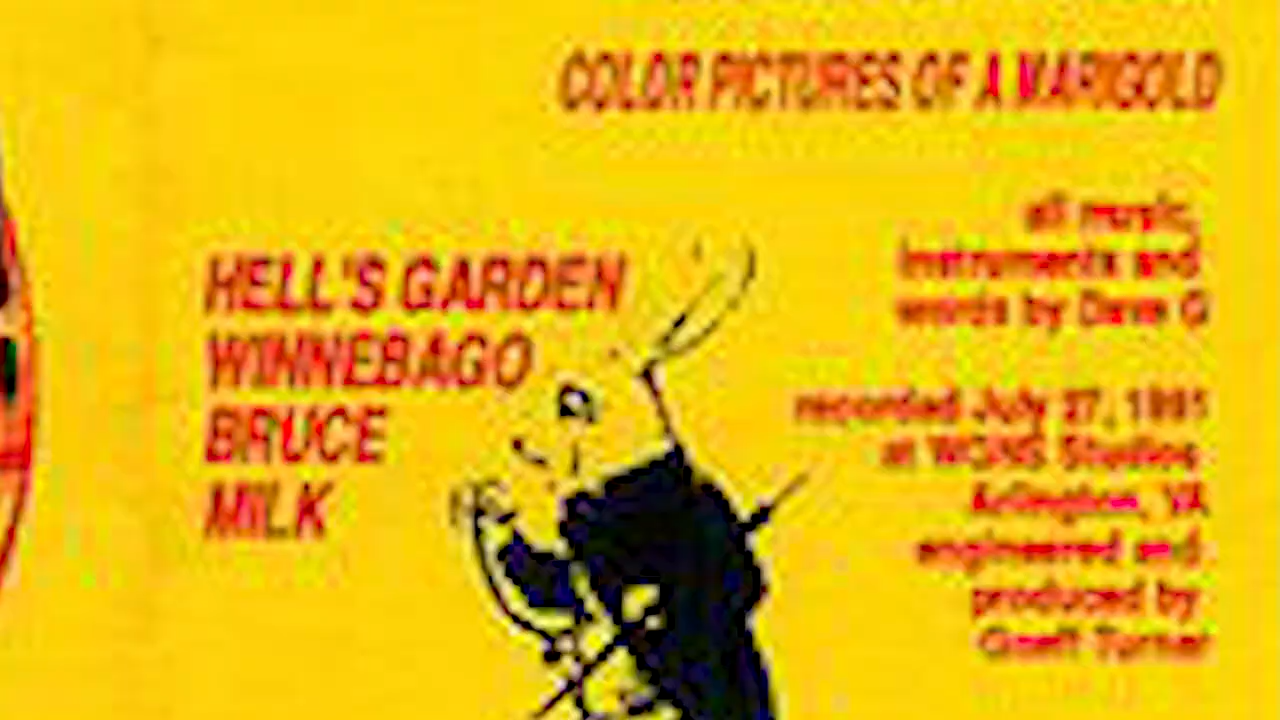 COLOR PICTURES OF A MARIGOLD
HELL'S GARDEN
WINNEBAGO
BRUCE
MILK
all music,
instruments and
words by Dave G
recorded July 27, 1991
at Studios
Arlington, VA
engineered and
produced by
Geoff Turner